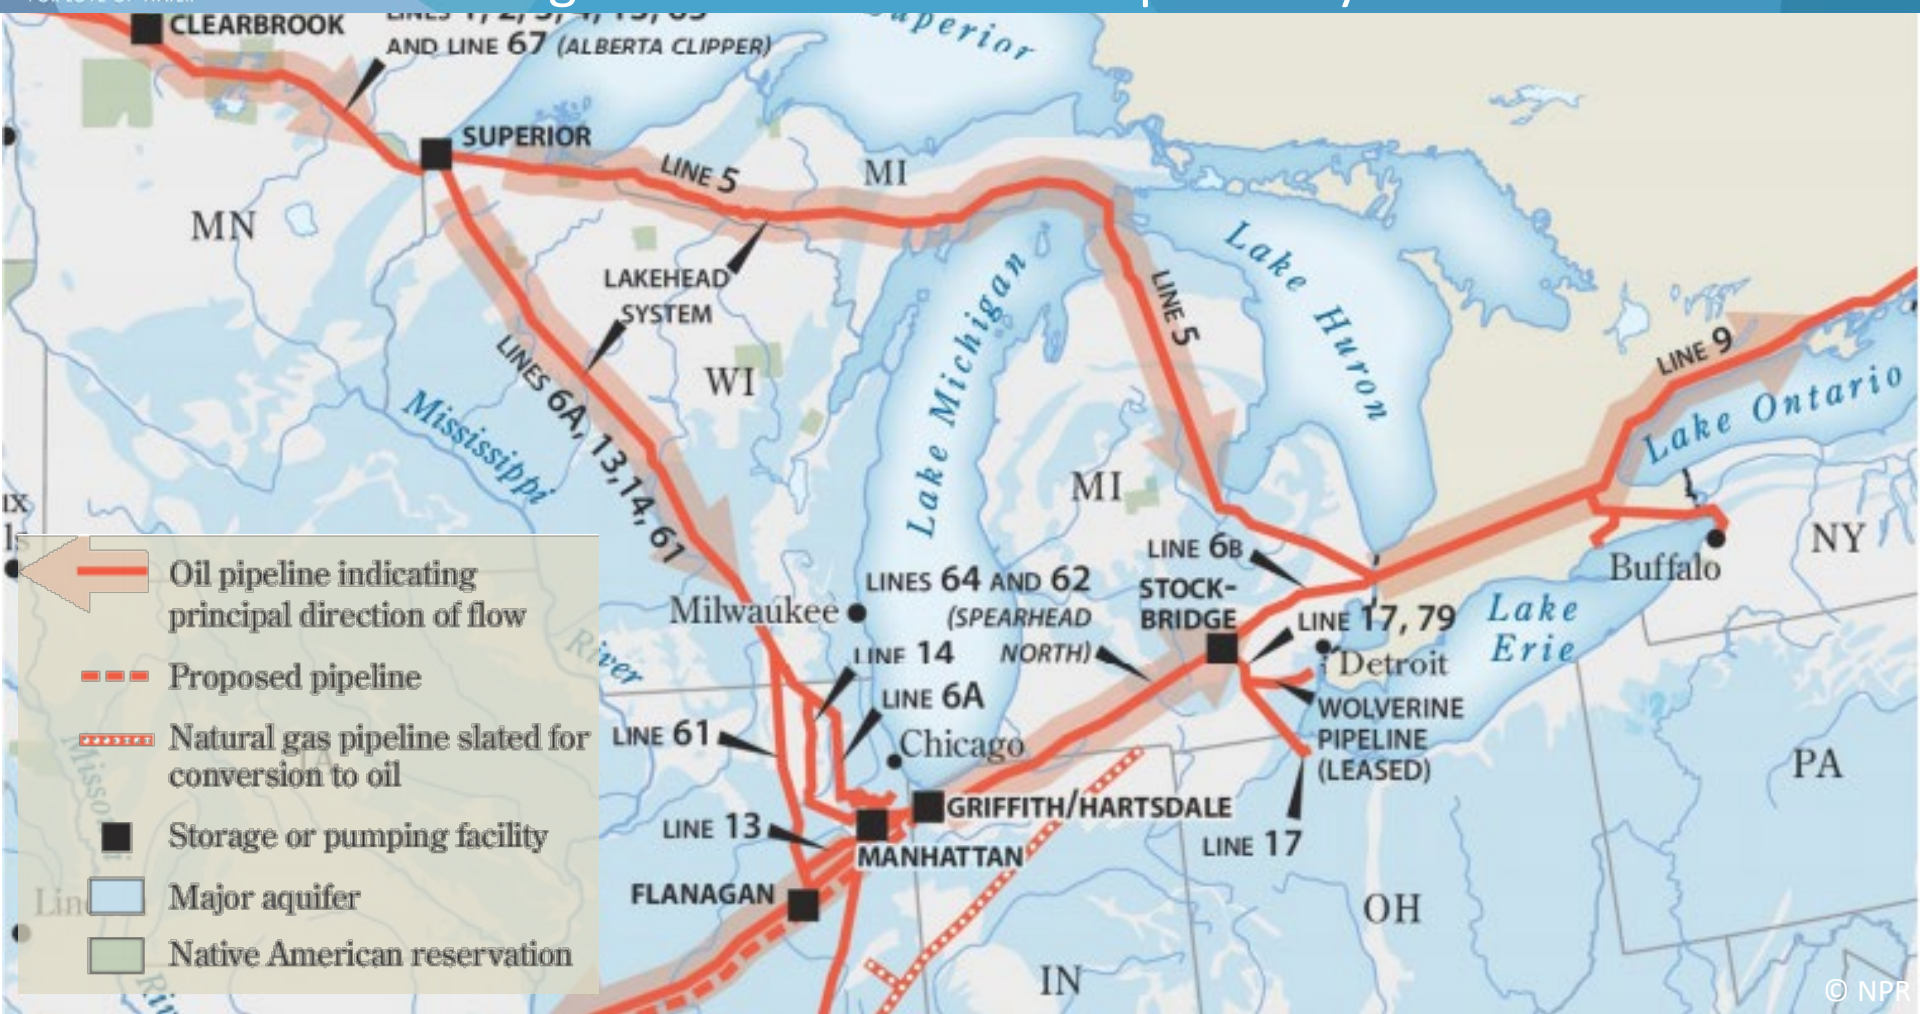 CLEARBROOK
AND LINE 67 (ALBERTA CLIPPER)
Superior
SUPERIOR
LINE 5
MI
MN
LAKEHEAD
SYSTEM
LINES 6A, 13,14, 61
WI
Mississippi
River
Lake Michigan
Lake Huron
LINE 5
MI
LINE 9
Lake Ontario
NY
Buffalo
Lake
Erie
LINE 6B
STOCK-
BRIDGE
LINES 64 AND 62
(SPEARHEAD
NORTH)
Milwaukee
LINE 14
LINE 6A
LINE 61
Chicago
LINE 17, 79
Detroit
WOLVERINE
PIPELINE
(LEASED)
PA
GRIFFITH/HARTSDALE
LINE 13
MANHATTAN
LINE 17
FLANAGAN
OH
IN
Oil pipeline indicating
principal direction of flow
Proposed pipeline
Natural gas pipeline slated for
conversion to oil
Storage or pumping facility
Major aquifer
Native American reservation
© NPR